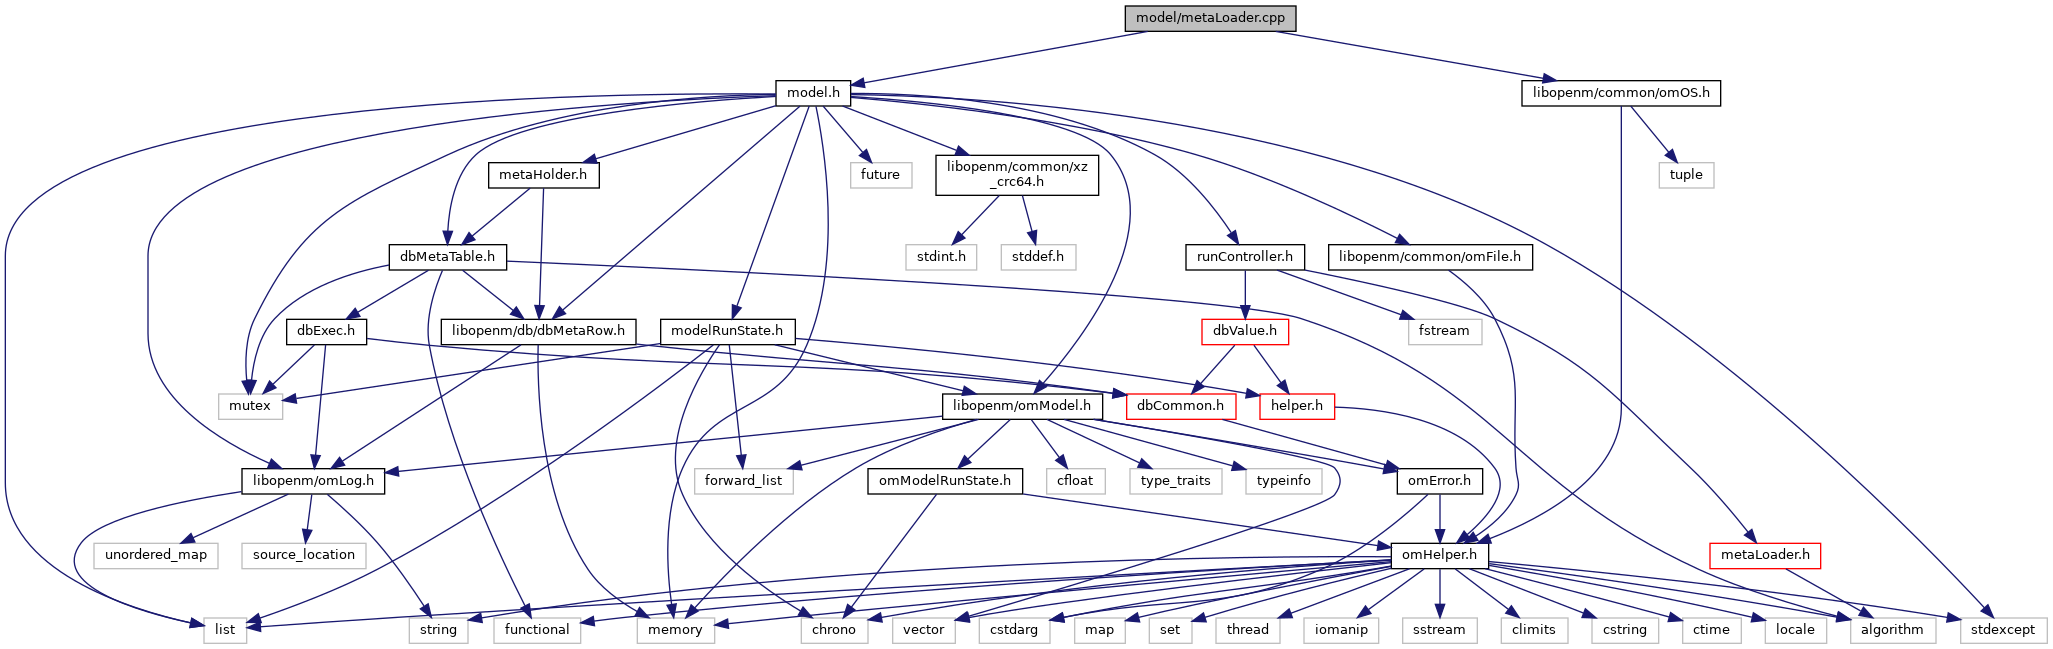 model/metaLoader.cpp
model.h
libopenm/common/omOS.h
metaHolder.h
future
libopenm/common/xz
_crc64.h
tuple
dbMetaTable.h
stdint.h
stddef.h
runController.h
libopenm/common/omFile.h
dbExec.h
libopenm/db/dbMetaRow.h
modelRunState.h
dbValue.h
fstream
mutex
libopenm/omModel.h
dbCommon.h
helper.h
libopenm/omLog.h
forward_list
omModelRunState.h
cfloat
type_traits
typeinfo
omError.h
unordered_map
source_location
omHelper.h
metaLoader.h
list
string
functional
memory
chrono
vector
cstdarg
map
set
thread
iomanip
sstream
climits
cstring
ctime
locale
algorithm
stdexcept